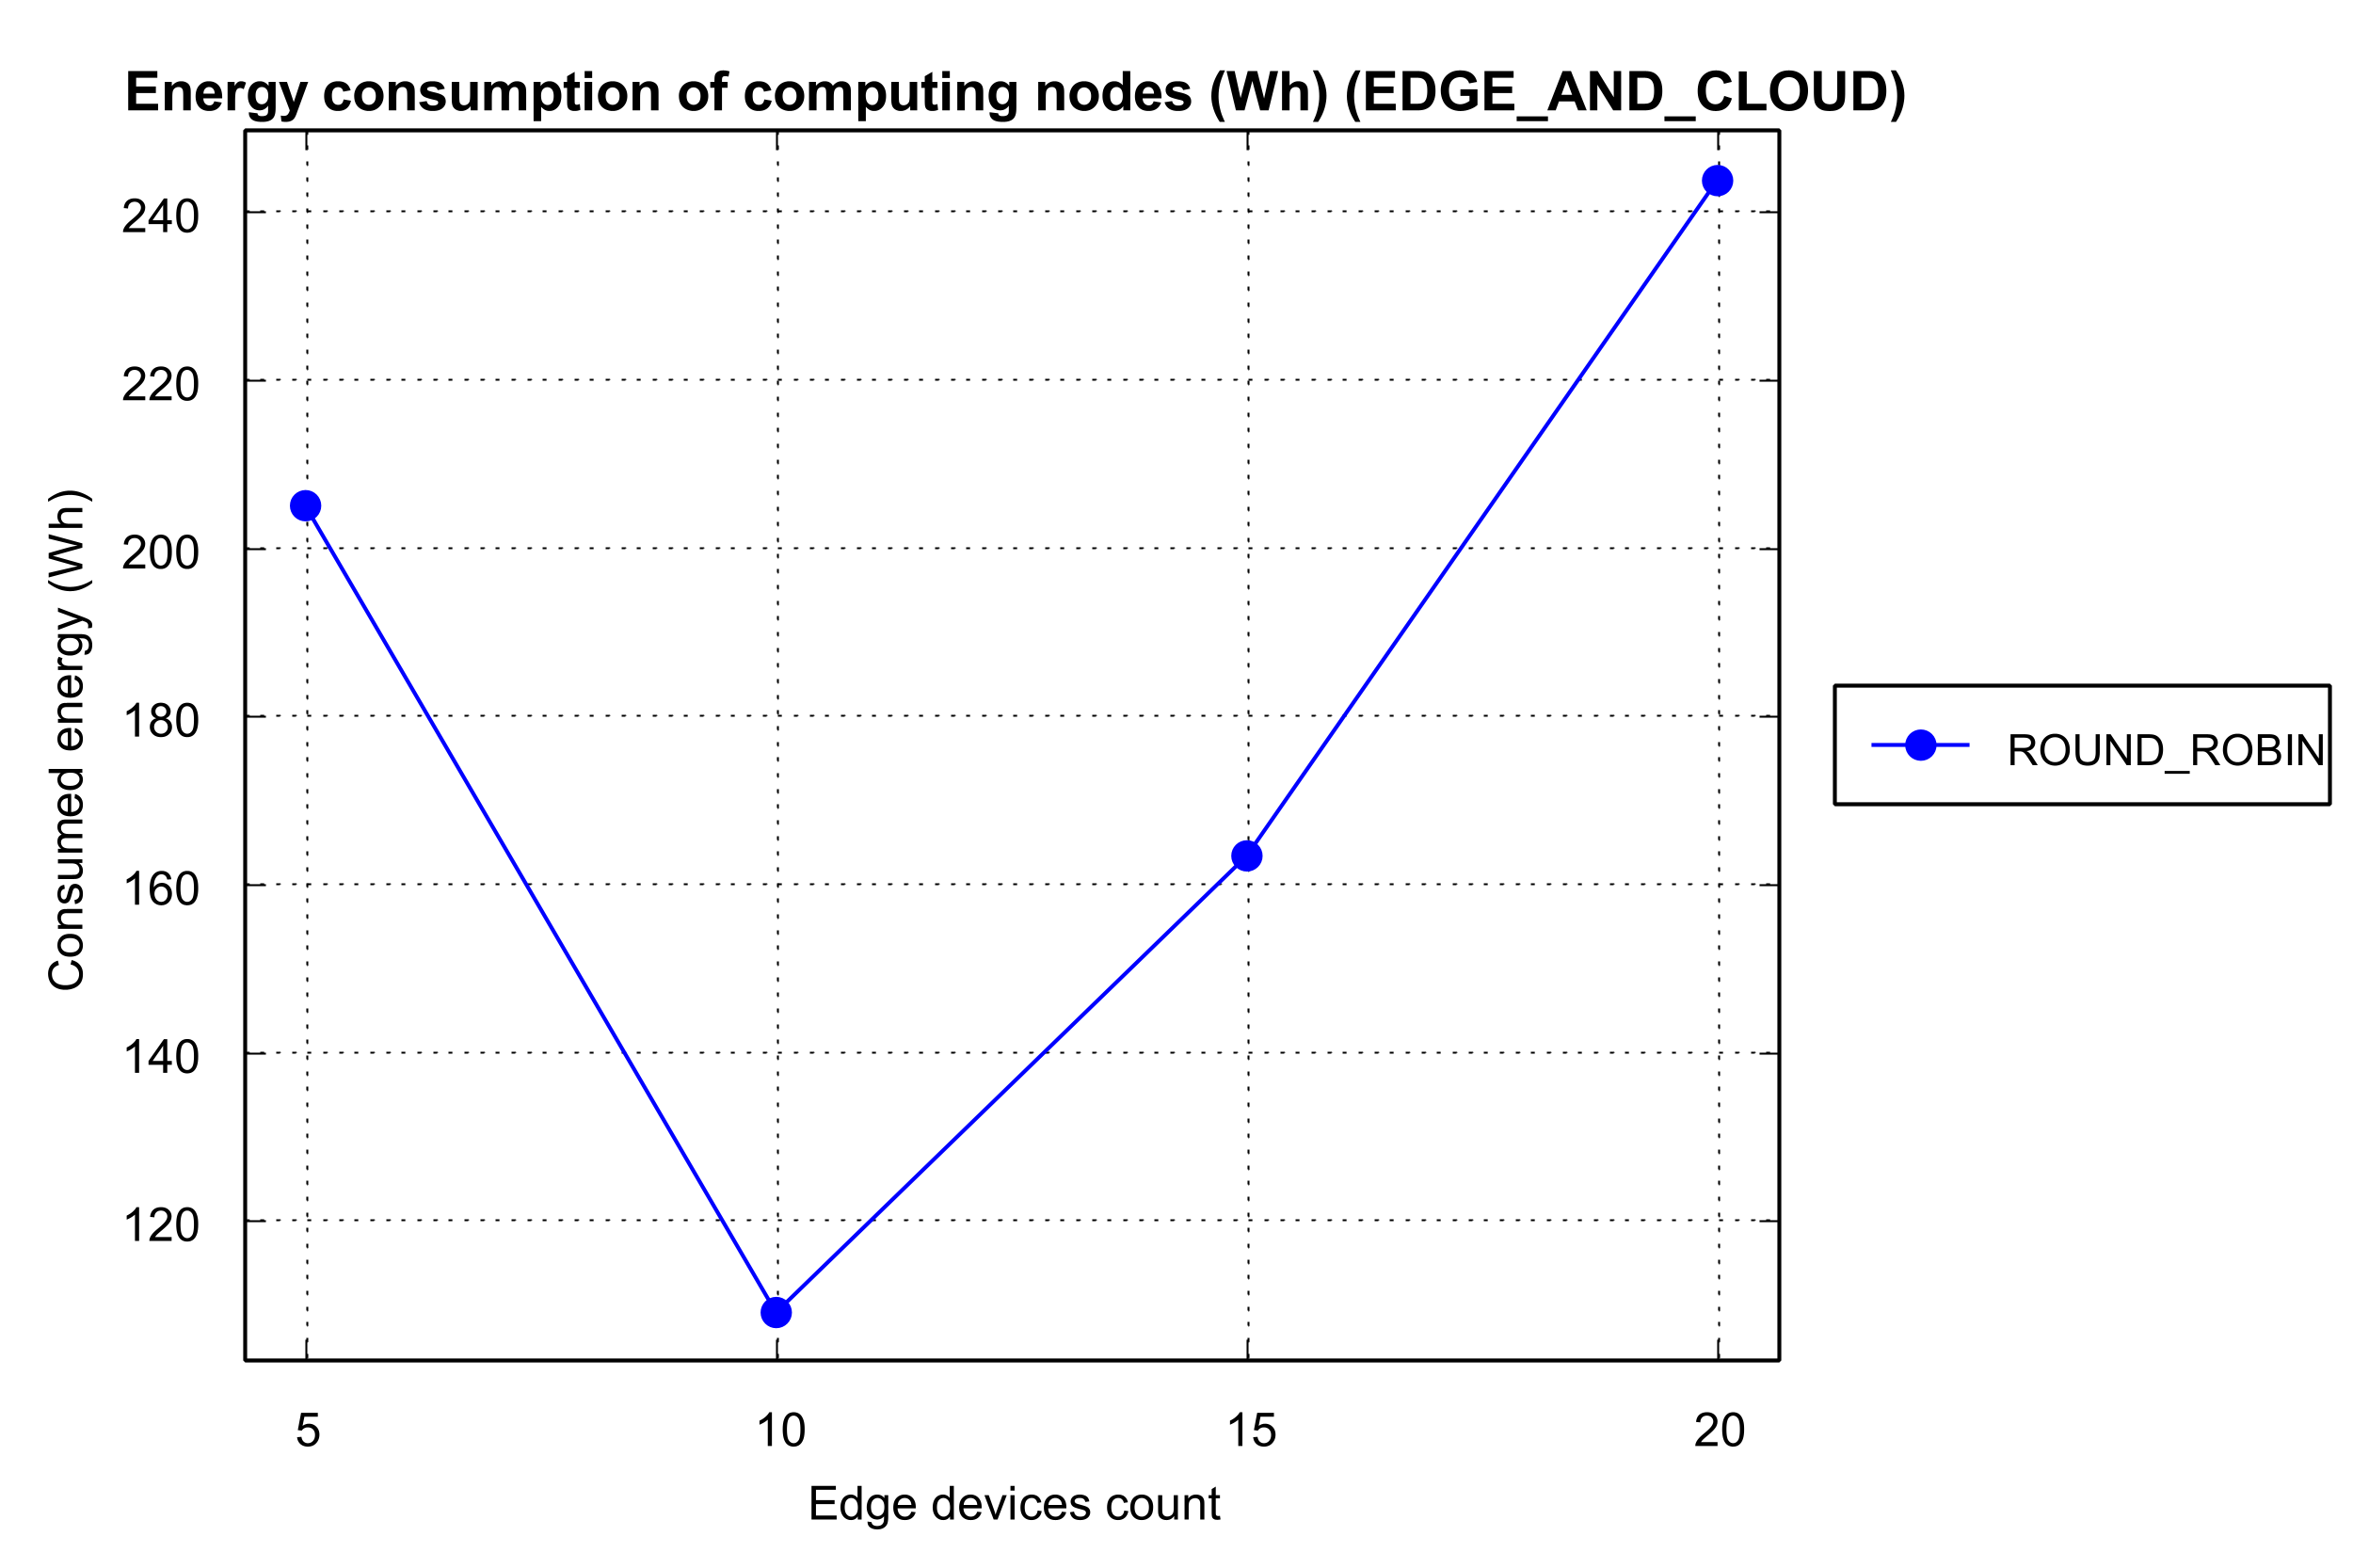 Energy consumption of computing nodes (Wh) (EDGE_AND_CLOUD)
240
220
200
180
160
140
120
Consumed energy (Wh)
5 10 15 20
Edge devices count
ROUND_ROBIN